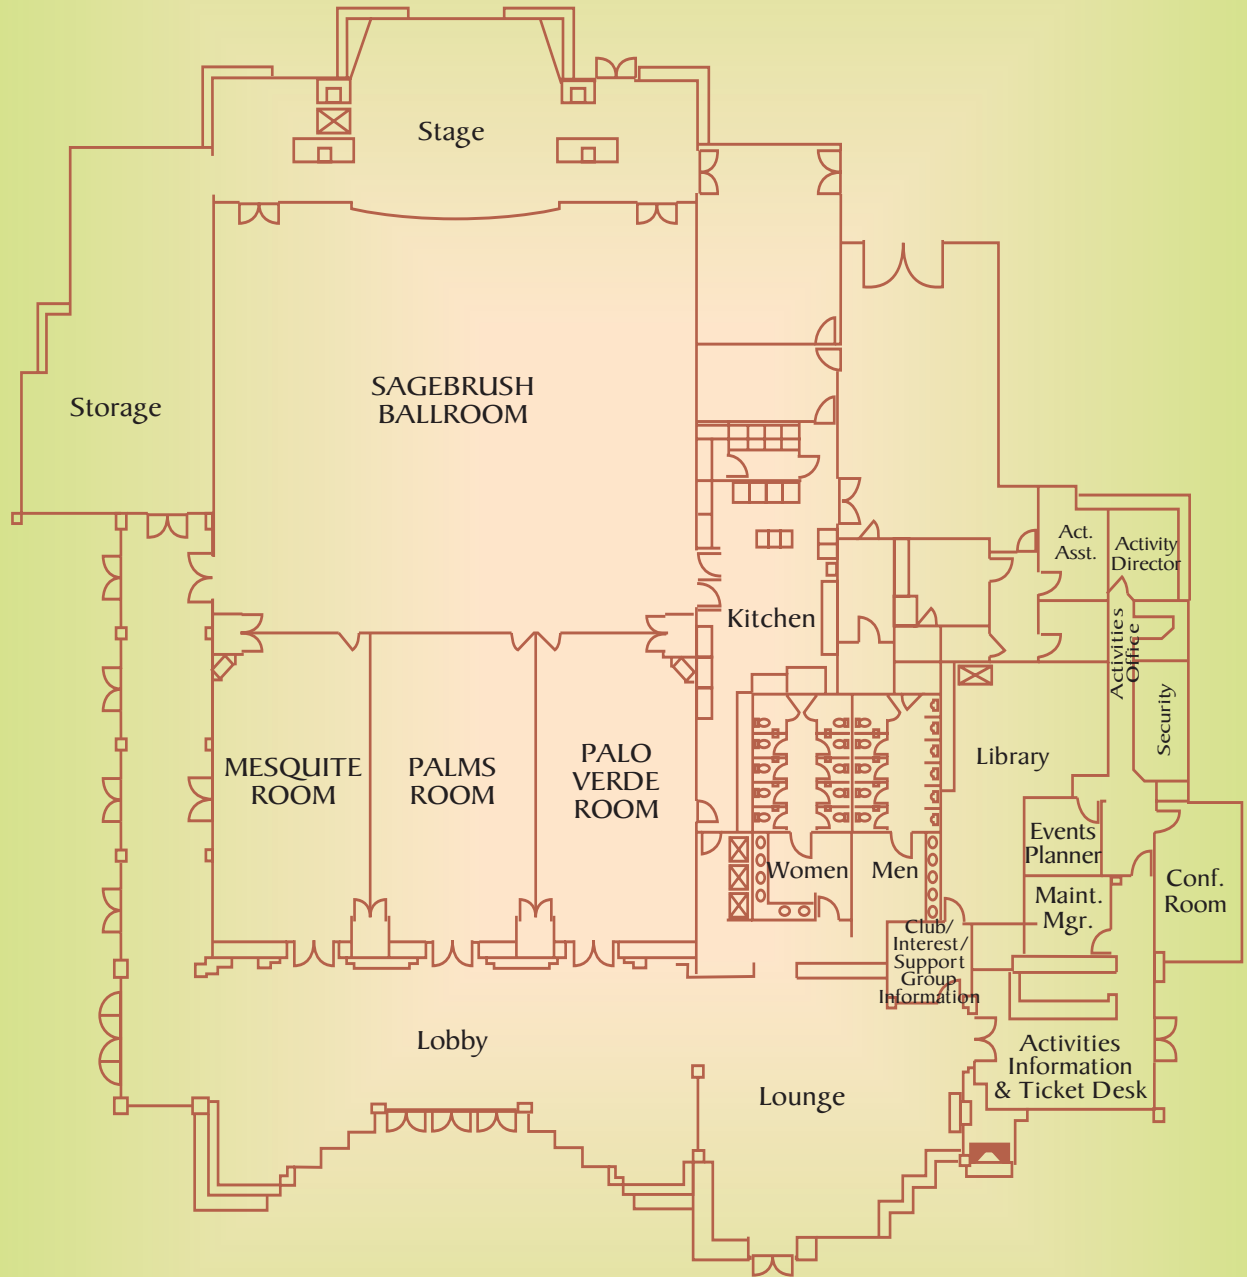 Stage
SAGEBRUSH
BALLROOM
Storage
Act.
Asst.
Activity
Director
Kitchen
Activities
Office
Security
MESQUITE
ROOM
PALMS
ROOM
PALO
VERDE
ROOM
Library
Events
Planner
Women
Men
Maint.
Mgr.
Conf.
Room
Club/
Interest/
Support
Group
Information
Lobby
Lounge
Activities
Information
& Ticket Desk